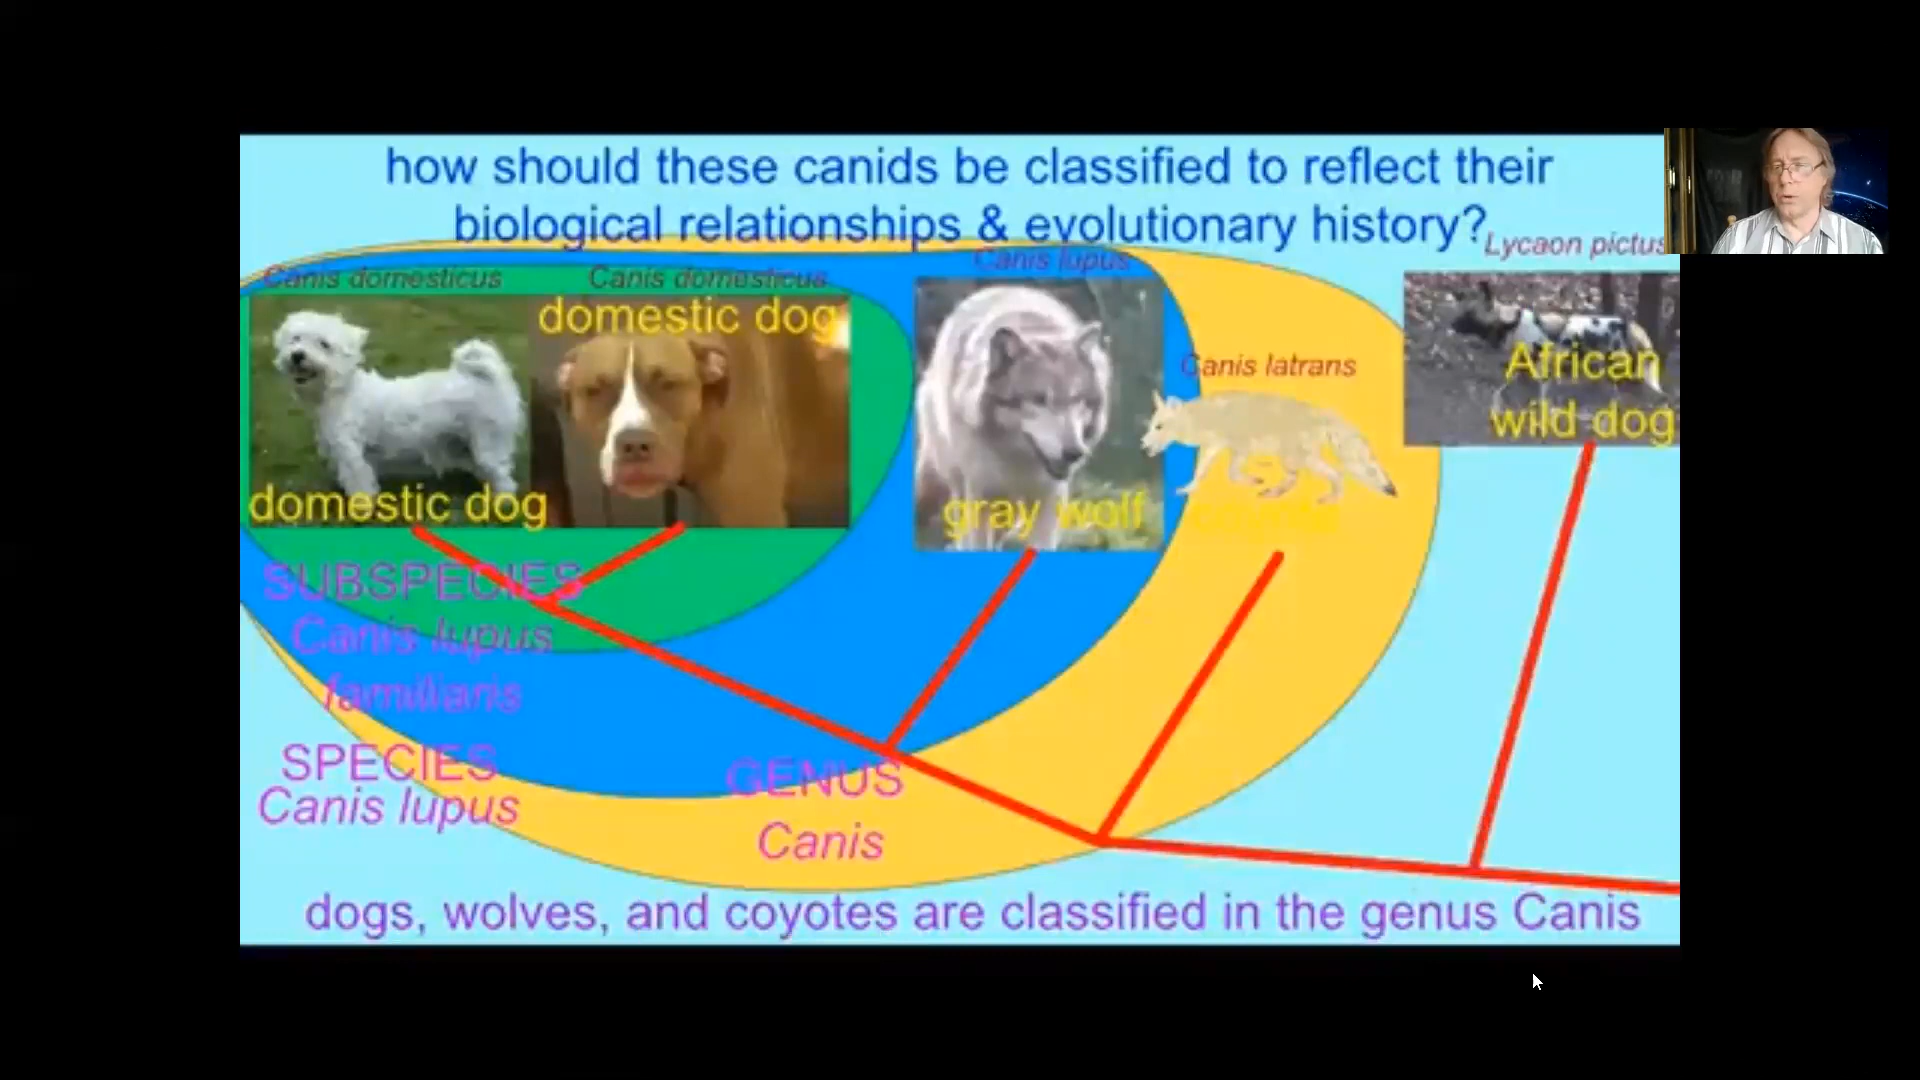 how should these canids be classified to reflect their
biological relationships & evolutionary history?
Lycaon pictus
Canis lupus
Canis domesticus
Canis domesticus
domestic dog
Canis latrans
African
wild dog
domestic dog
gray wolf
SUBSPECIES
Canis lupus
familiaris
SPECIES
Canis lupus
GENUS
Canis
dogs, wolves, and coyotes are classified in the genus Canis